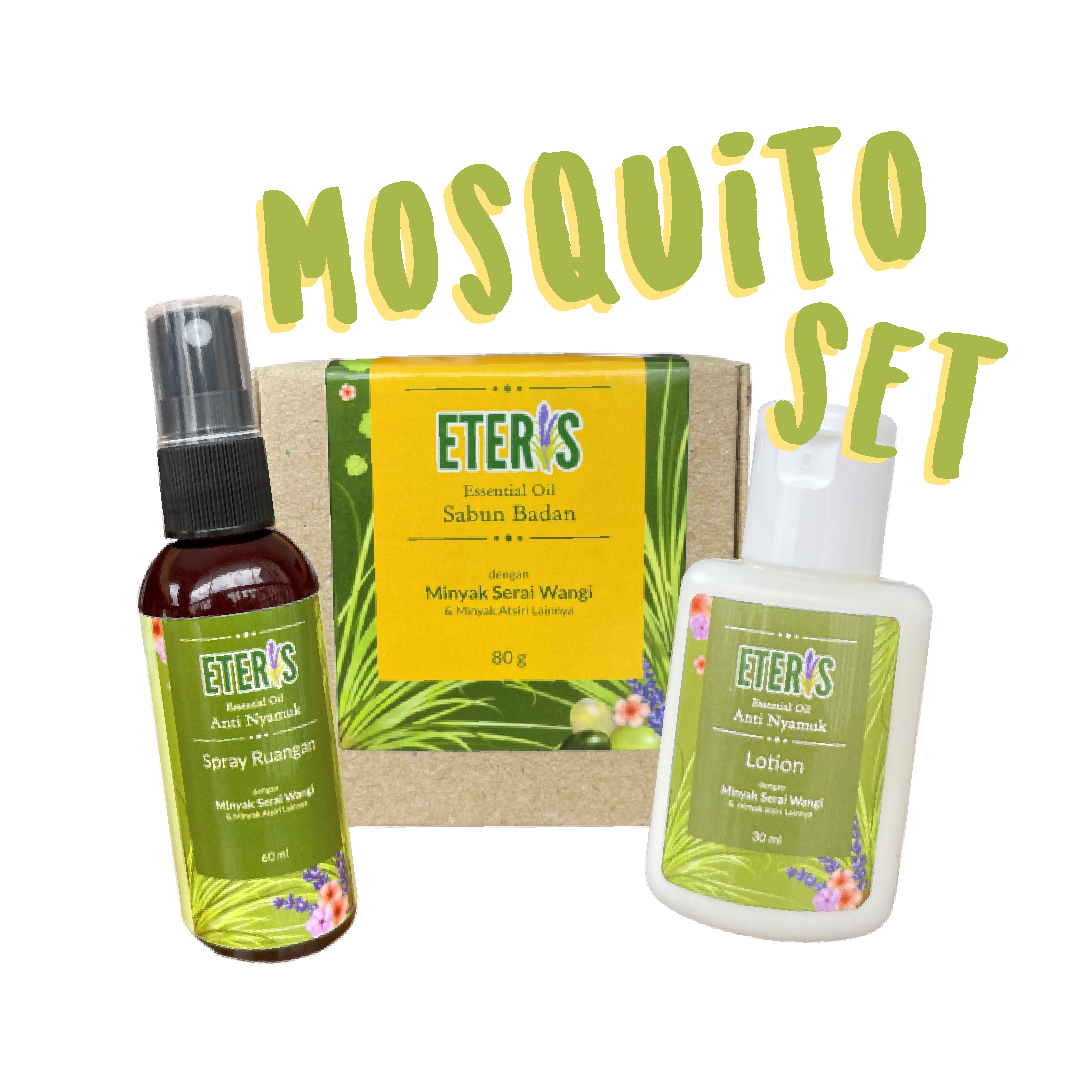 MOSQUiTO
SET
ETERIS
Essential Oil
Sabun Badan
dengan
Minyak Serai Wangi
& Minyak Atsiri Lainnya
80 g
ETERIS
Essential Oil
Anti Nyamuk
Spray Ruangan
dengan
Minyak Serai Wangi
& Minyak Atsiri Lainnya
60 ml
ETERIS
Essential Oil
Anti Nyamuk
Lotion
dengan
Minyak Serai Wangi
& Minyak Atsiri Lainnya
30 ml